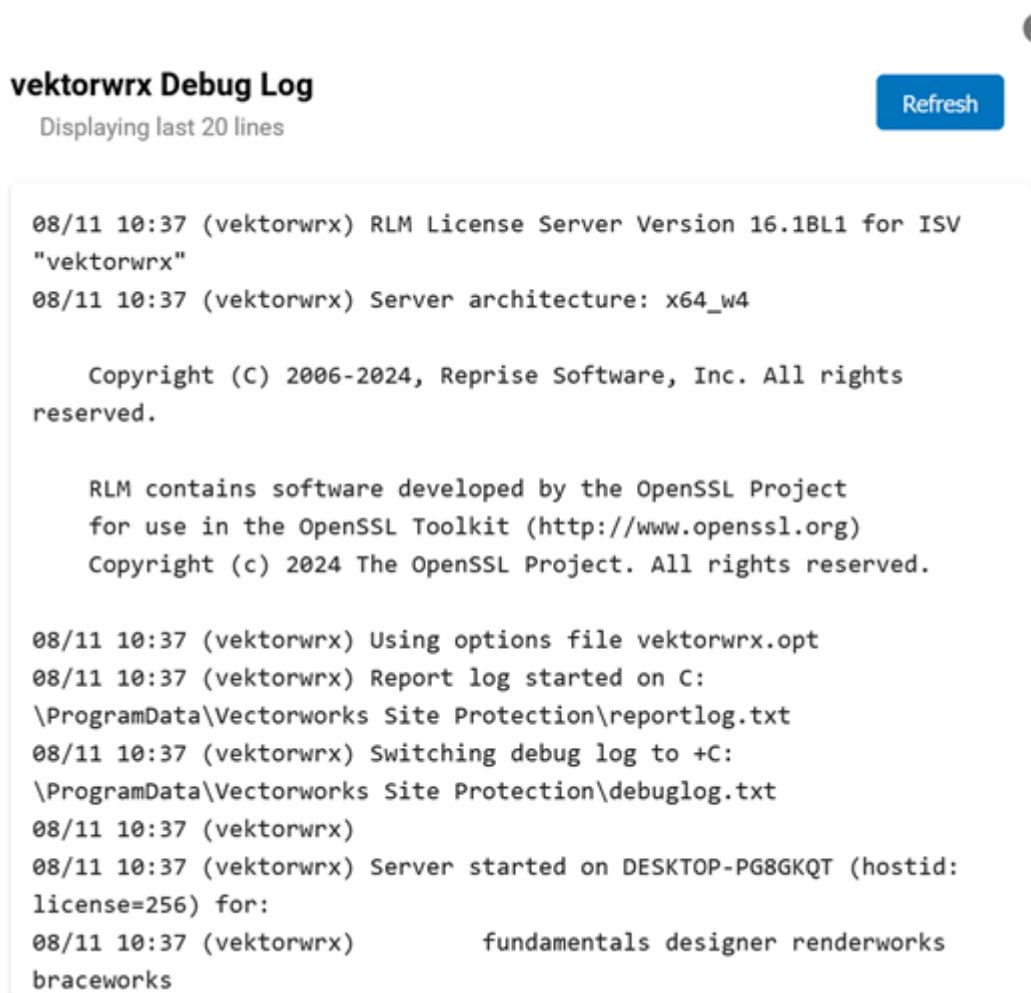 vektorwrx Debug Log
Refresh
Displaying last 20 lines
08/11 10:37 (vektorwrx) RLM License Server Version 16.1BL1 for ISV
"vektorwrx"
08/11 10:37 (vektorwrx) Server architecture: x64_w4
Copyright (C) 2006-2024, Reprise Software, Inc. All rights
reserved.
RLM contains software developed by the OpenSSL Project
for use in the OpenSSL Toolkit (http://www.openssl.org)
Copyright (c) 2024 The OpenSSL Project. All rights reserved.
08/11 10:37 (vektorwrx) Using options file vektorwrx.opt
08/11 10:37 (vektorwrx) Report log started on C:
\ProgramData\Vectorworks Site Protection\reportlog.txt
08/11 10:37 (vektorwrx) Switching debug log to +C:
\ProgramData\Vectorworks Site Protection\debuglog.txt
08/11 10:37 (vektorwrx)
08/11 10:37 (vektorwrx) Server started on DESKTOP-PG8GKQT (hostid:
license=256) for:
08/11 10:37 (vektorwrx) fundamentals designer renderworks
braceworks